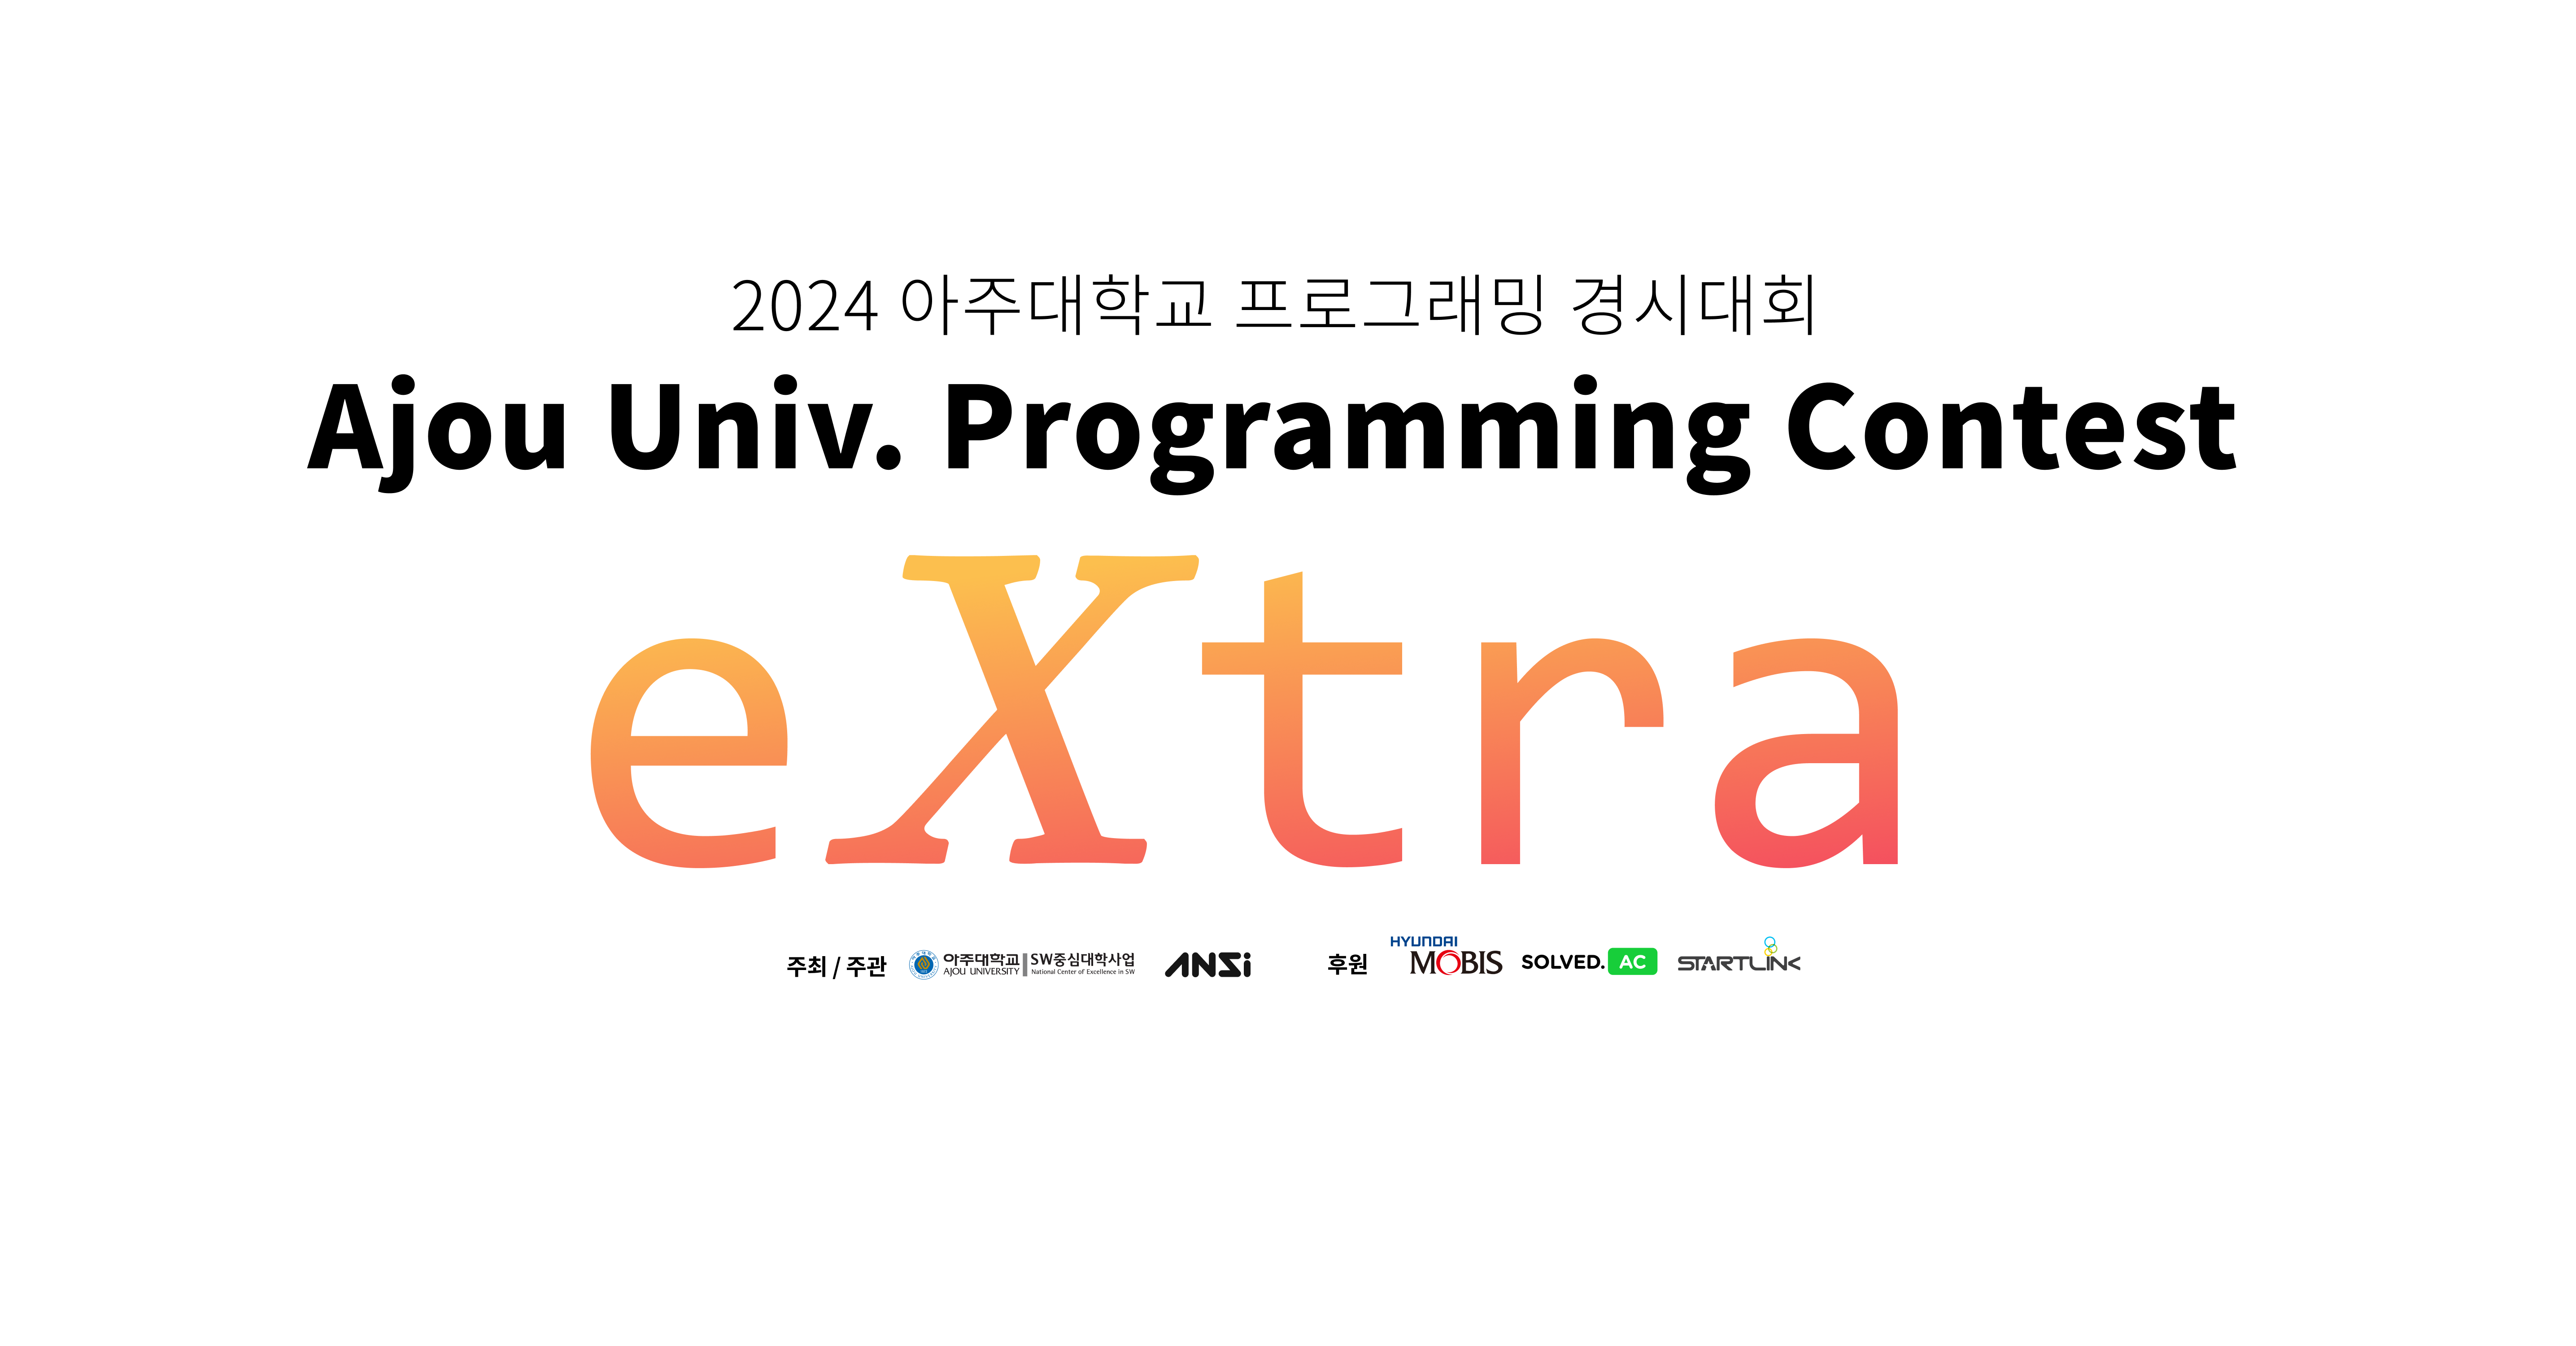 2024 아주대학교 프로그래밍 경시대회
Ajou Univ. Programming Contest
eXtra
주최 / 주관
아주대학교
AJOU UNIVERSITY
SW중심대학사업
National Center of Excellence in SW
ANSi
후원
HYUNDAI
MOBIS
SOLVED.AC
STARTLINK